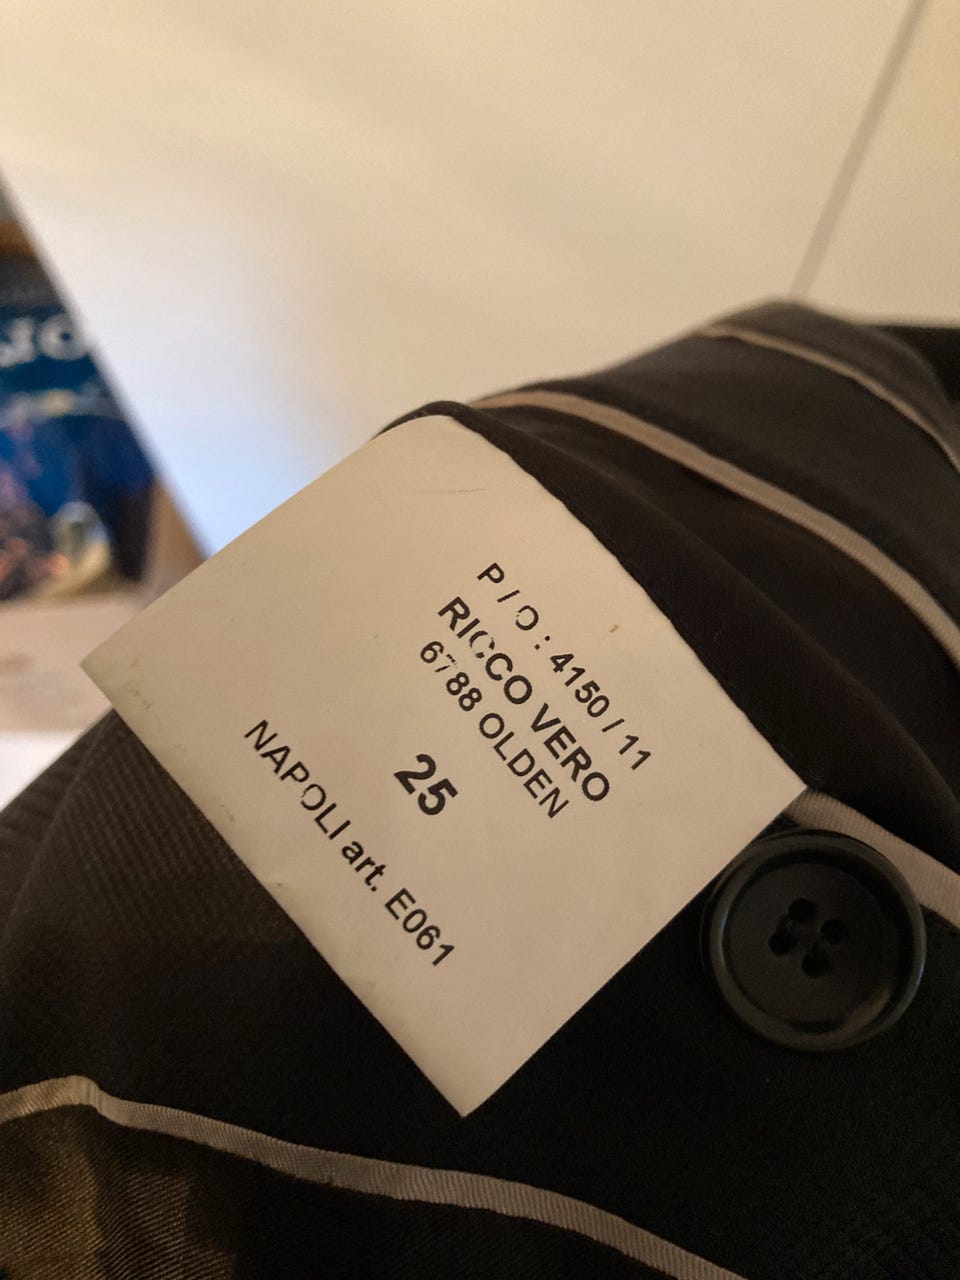 P / O : 4150 / 11
RICCO VERO
6788 OLDEN
25
NAPOLI art. E061